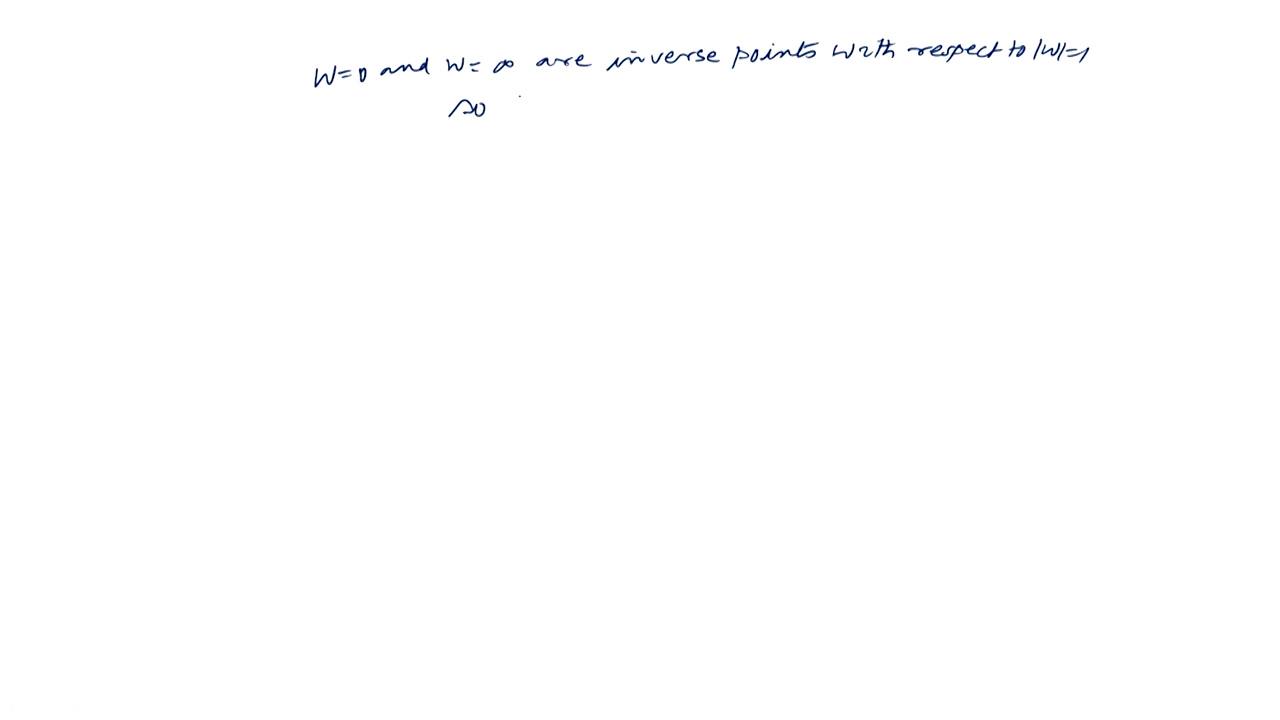 W=0 and W=∞ are inverse points with respect to |W|=1
so